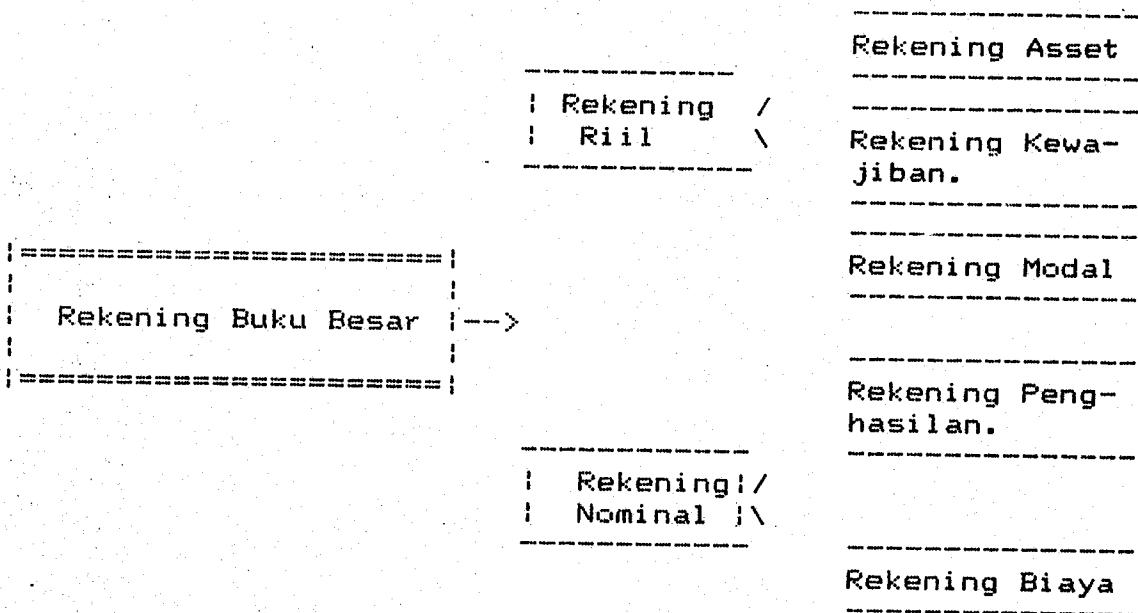 Rekening Asset
Rekening
Riil
Rekening Kewa-
jiban.
Rekening Modal
Rekening Buku Besar
Rekening Peng-
hasilan.
Rekening
Nominal
Rekening Biaya